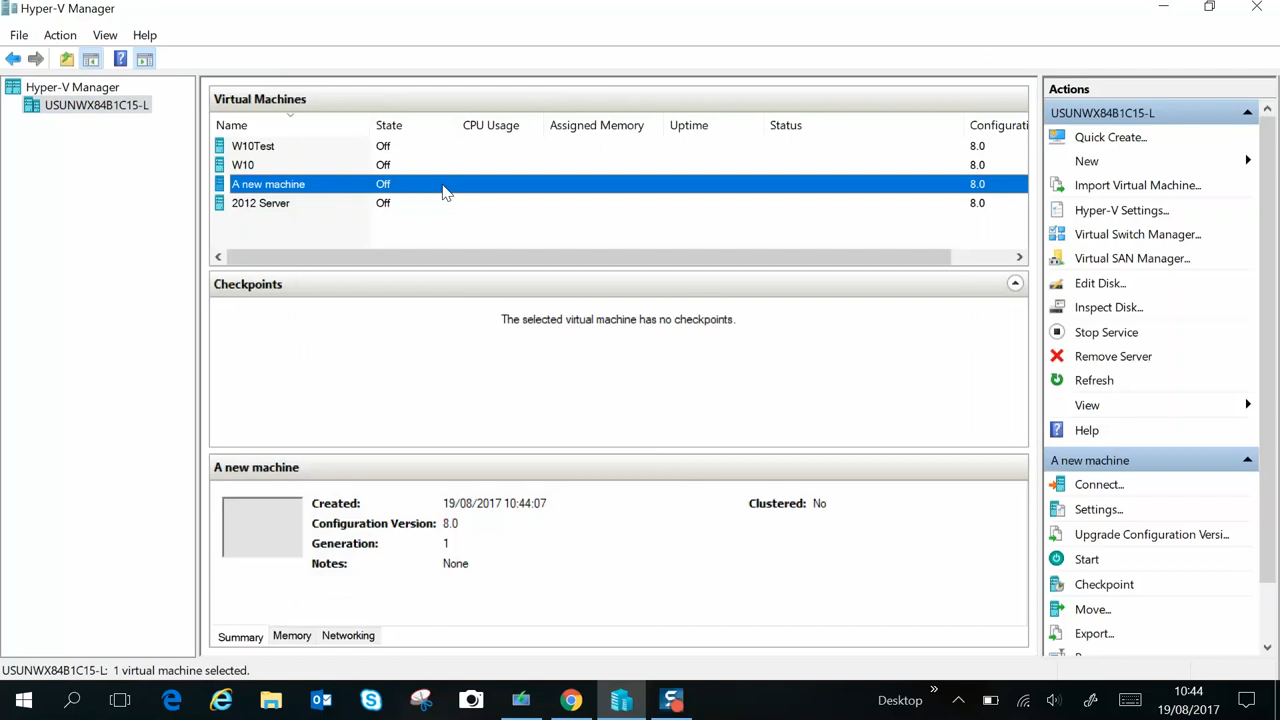 Hyper-V Manager
File Action View Help
Hyper-V Manager
USUNWX84B1C15-L
Virtual Machines
Name State CPU Usage Assigned Memory Uptime Status Configurati
W10Test Off 8.0
W10 Off 8.0
A new machine Off 8.0
2012 Server Off 8.0
Checkpoints
The selected virtual machine has no checkpoints.
A new machine
Created: 19/08/2017 10:44:07 Clustered: No
Configuration Version: 8.0
Generation: 1
Notes: None
Summary Memory Networking
Actions
USUNWX84B1C15-L
Quick Create...
New
Import Virtual Machine...
Hyper-V Settings...
Virtual Switch Manager...
Virtual SAN Manager...
Edit Disk...
Inspect Disk...
Stop Service
Remove Server
Refresh
View
Help
A new machine
Connect...
Settings...
Upgrade Configuration Versi...
Start
Checkpoint
Move...
Export...
USUNWX84B1C15-L: 1 virtual machine selected.
Desktop
10:44
19/08/2017